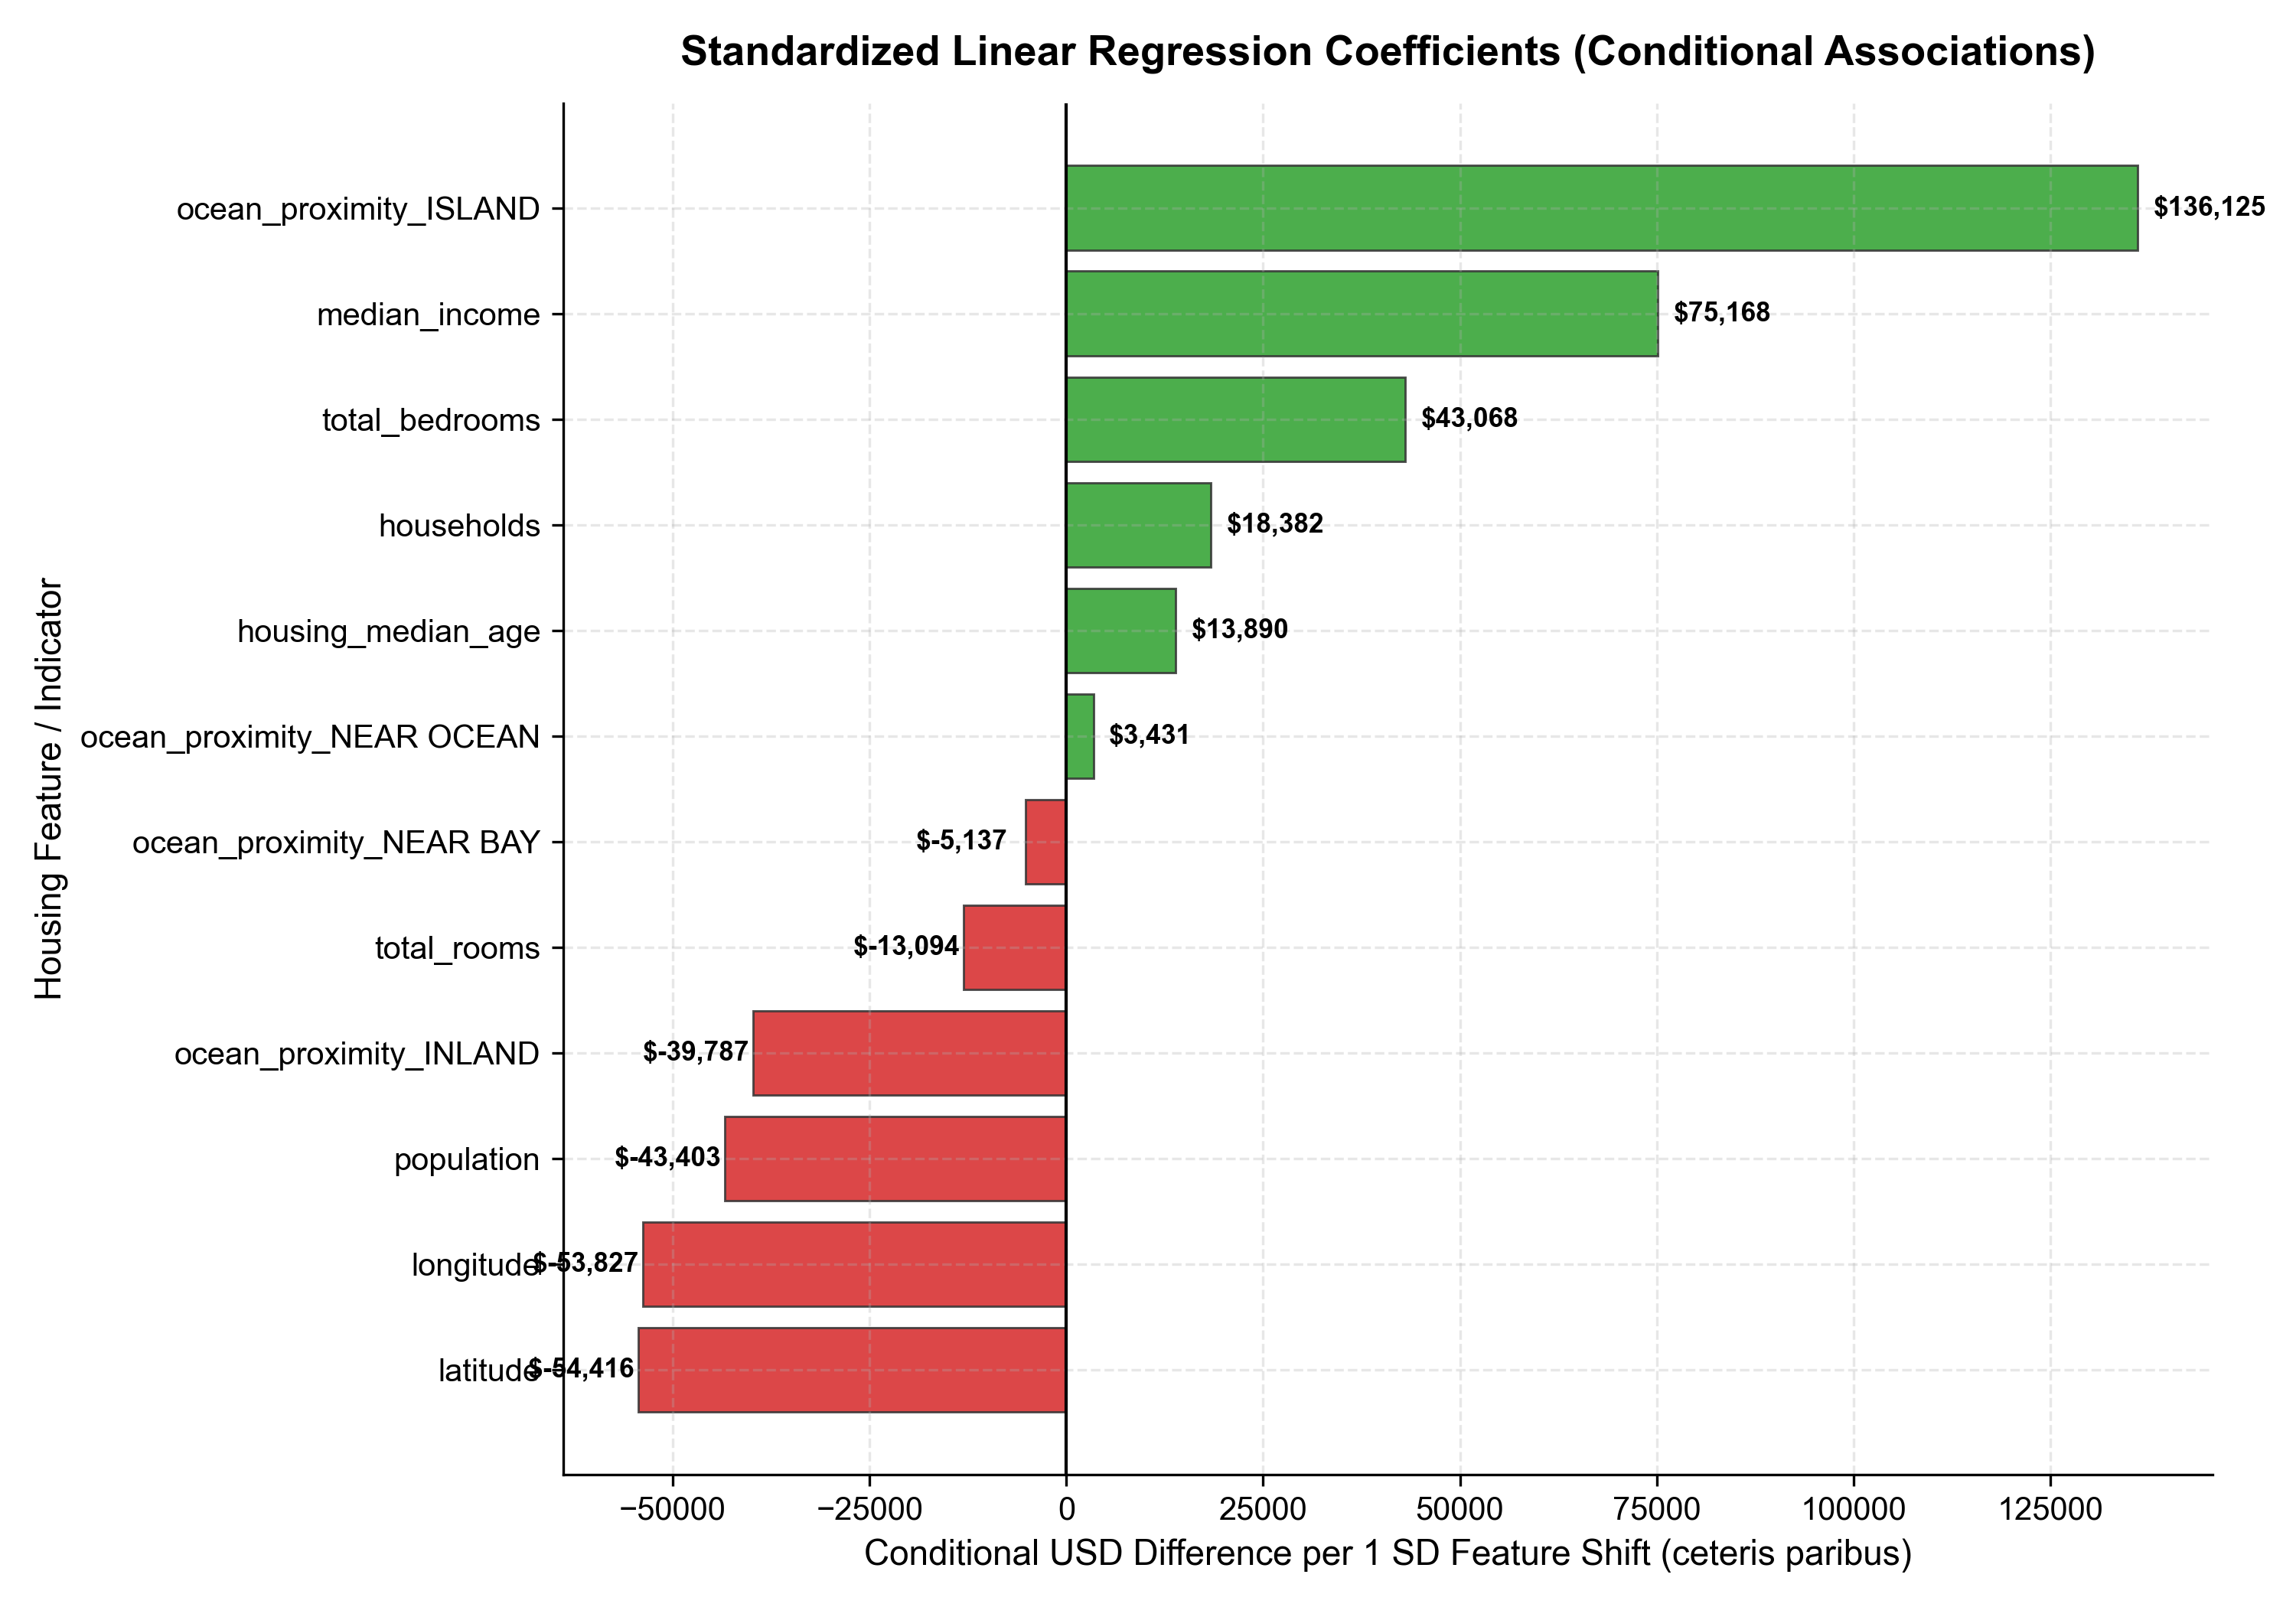 Standardized Linear Regression Coefficients (Conditional Associations)
Housing Feature / Indicator
ocean_proximity_ISLAND $136,125
median_income $75,168
total_bedrooms $43,068
households $18,382
housing_median_age $13,890
ocean_proximity_NEAR OCEAN $3,431
ocean_proximity_NEAR BAY $-5,137
total_rooms $-13,094
ocean_proximity_INLAND $-39,787
population $-43,403
longitude $-53,827
latitude $-54,416
−50000 −25000 0 25000 50000 75000 100000 125000
Conditional USD Difference per 1 SD Feature Shift (ceteris paribus)